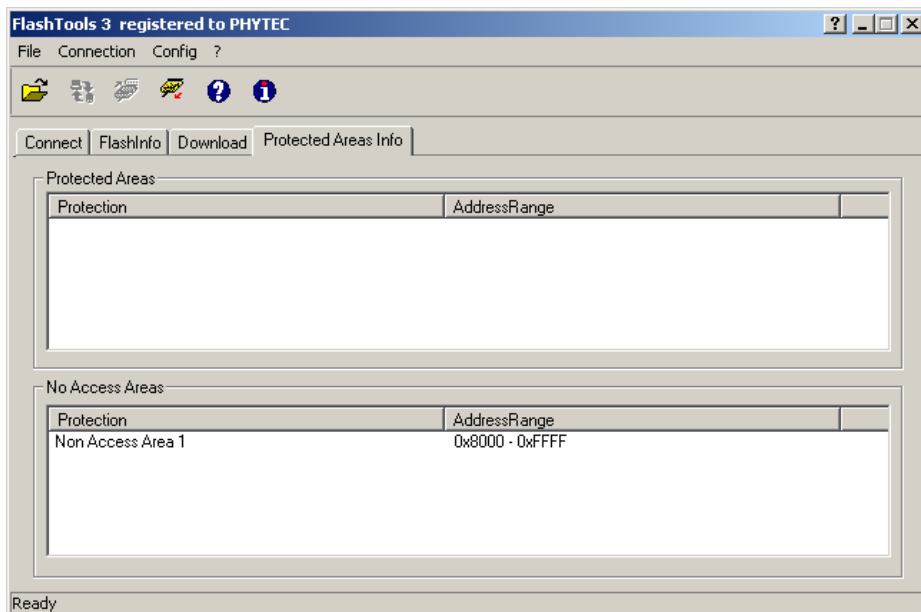 FlashTools 3 registered to PHYTEC
File Connection Config ?
Connect FlashInfo Download Protected Areas Info
Protected Areas
Protection AddressRange
No Access Areas
Protection AddressRange
Non Access Area 1 0x8000 - 0xFFFF
Ready